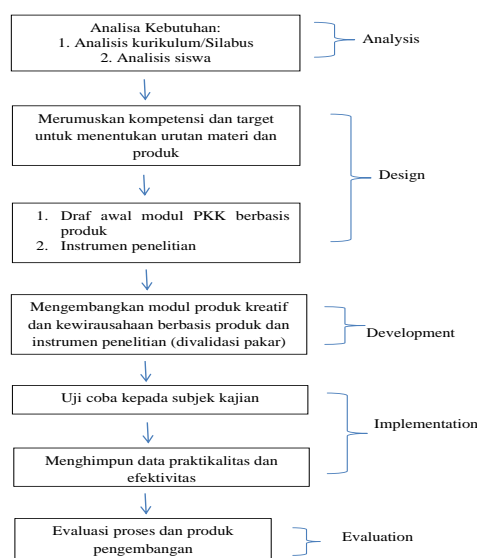 Analisa Kebutuhan:
1. Analisis kurikulum/Silabus
2. Analisis siswa
Analysis
Merumuskan kompetensi dan target
untuk menentukan urutan materi dan
produk
Design
1. Draf awal modul PKK berbasis
produk
2. Instrumen penelitian
Mengembangkan modul produk kreatif
dan kewirausahaan berbasis produk dan
instrumen penelitian (divalidasi pakar)
Development
Uji coba kepada subjek kajian
Implementation
Menghimpun data praktikalitas dan
efektivitas
Evaluasi proses dan produk
pengembangan
Evaluation